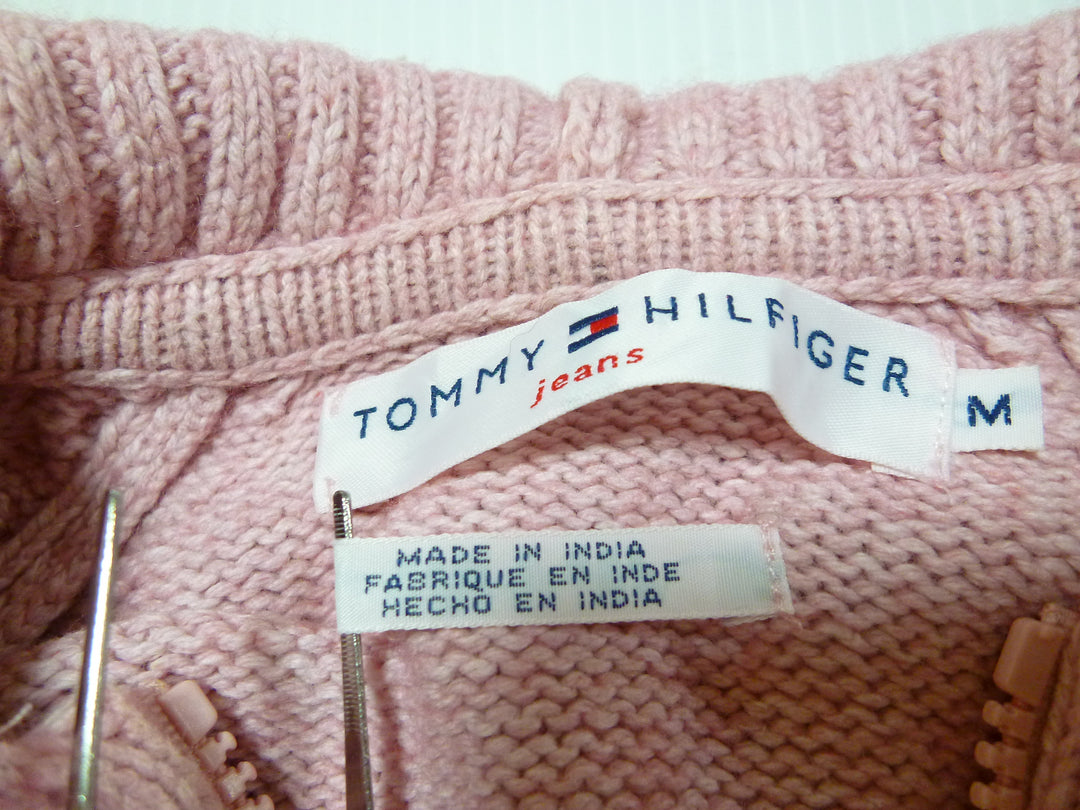 TOMMY HILFIGER
jeans
M
MADE IN INDIA
FABRIQUE EN INDE
HECHO EN INDIA